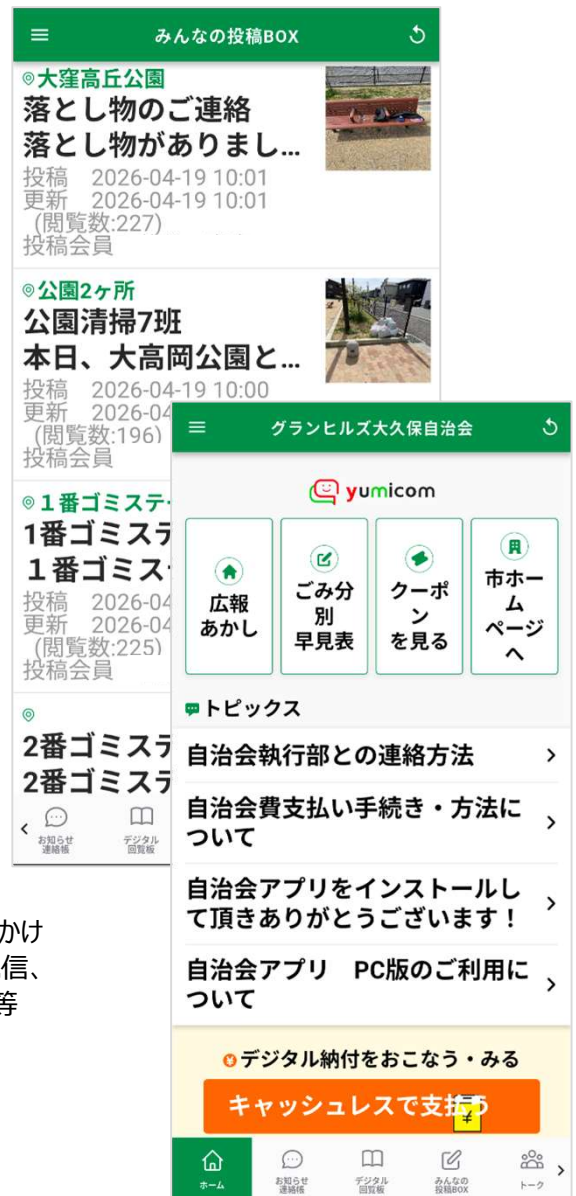 みんなの投稿BOX
大窪高丘公園
落とし物のご連絡
落とし物がありまし...
投稿 2026-04-19 10:01
更新 2026-04-19 10:01
(閲覧数:227)
投稿会員
公園2ヶ所
公園清掃7班
本日、大高岡公園と...
投稿 2026-04-19 10:00
更新 2026-04
(閲覧数:196)
投稿会員
１番ゴミステ
1番ゴミステ
１番ゴミス
投稿 2026-04
更新 2026-04
(閲覧数:225)
投稿会員
2番ゴミステ
2番ゴミステ
お知らせ
連絡帳
デジタル
回覧板
かけ
信、
等
グランヒルズ大久保自治会
yumicom
広報
あかし
ごみ分
別
早見表
クーポ
ン
を見る
市ホー
ム
ページ
へ
トピックス
自治会執行部との連絡方法
自治会費支払い手続き・方法に
ついて
自治会アプリをインストールし
て頂きありがとうございます！
自治会アプリ　PC版のご利用に
ついて
デジタル納付をおこなう・みる
キャッシュレスで支払う
¥
ホーム
お知らせ
連絡帳
デジタル
回覧板
みんなの
投稿BOX
トーク